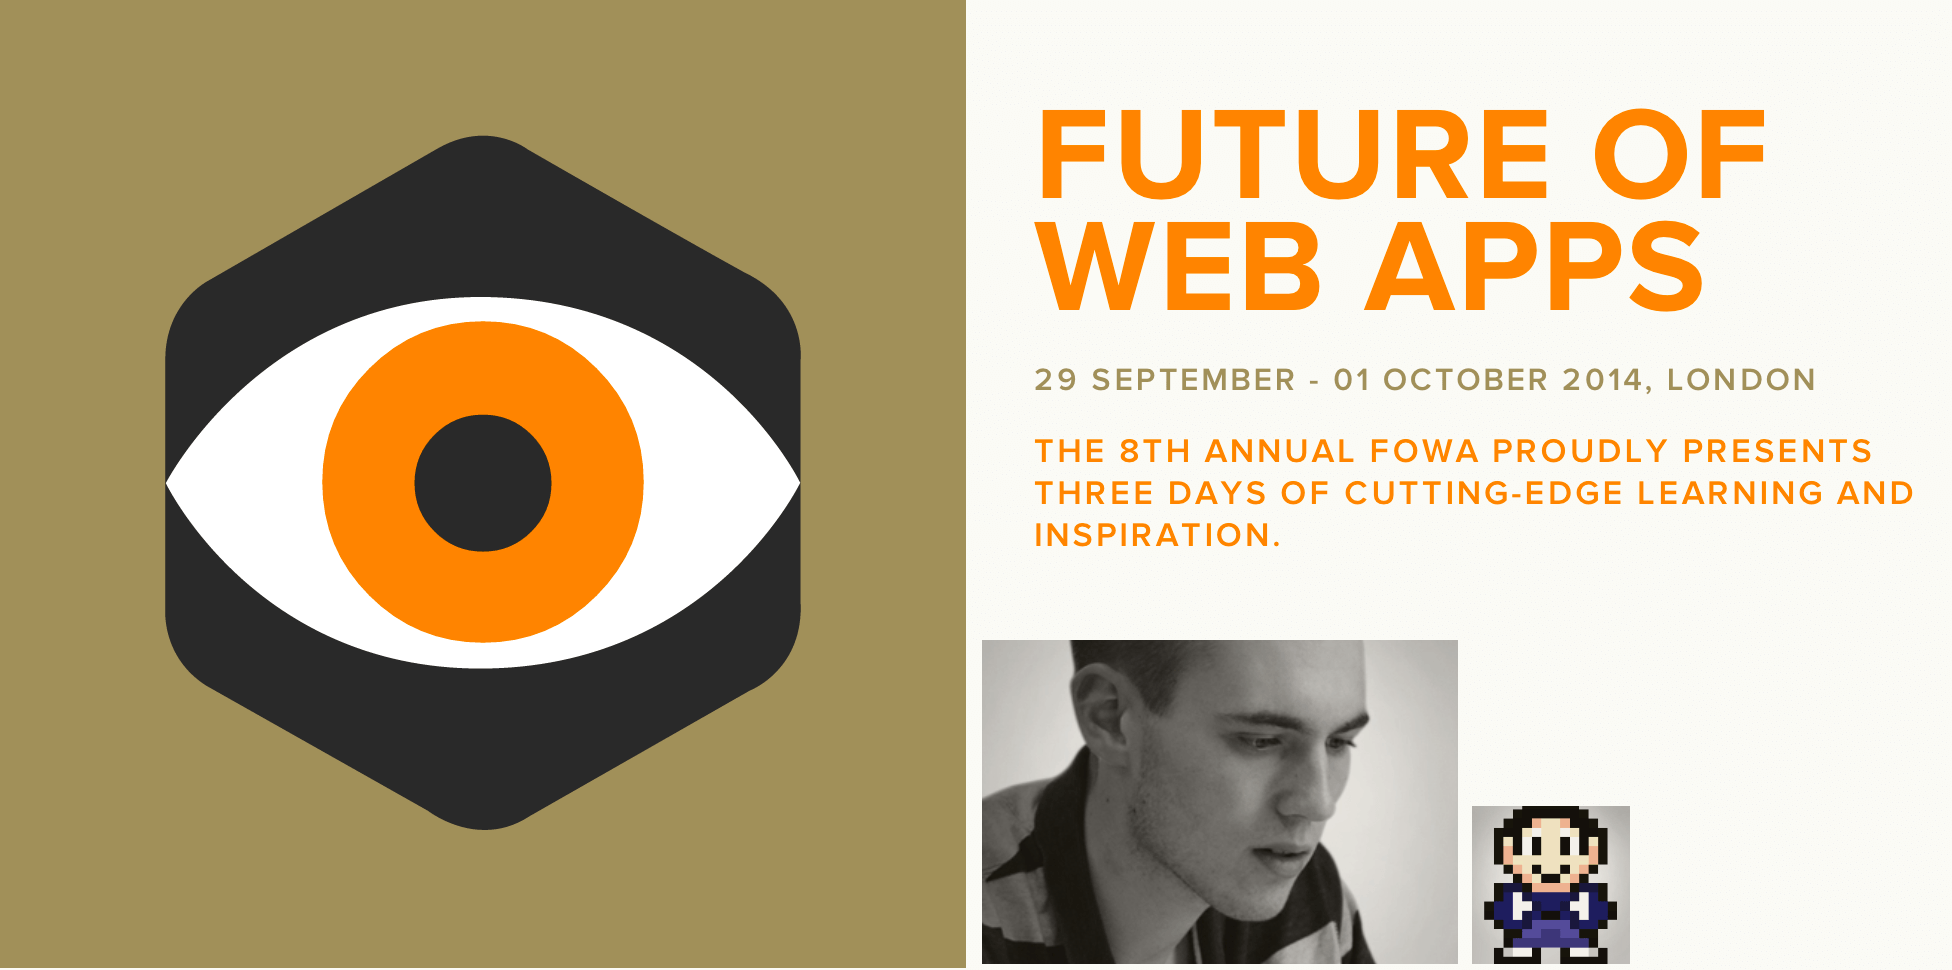 FUTURE OF
WEB APPS
29 SEPTEMBER - 01 OCTOBER 2014, LONDON
THE 8TH ANNUAL FOWA PROUDLY PRESENTS
THREE DAYS OF CUTTING-EDGE LEARNING AND
INSPIRATION.